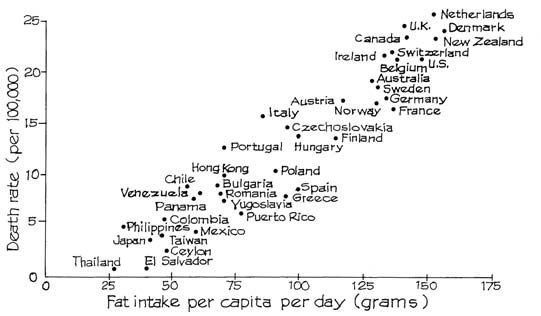 Death rate (per 100,000)
25
20
15
10
5
0
Netherlands
U.K.
Denmark
Canada
New Zealand
Ireland
Switzerland
Belgium
U.S.
Australia
Sweden
Austria
Germany
Norway
France
Italy
Czechoslovakia
Portugal
Hungary
Finland
Hong Kong
Poland
Chile
Bulgaria
Spain
Venezuela
Romania
Greece
Panama
Yugoslavia
Colombia
Puerto Rico
Philippines
Mexico
Japan
Taiwan
Ceylon
Thailand
El Salvador
0 25 50 75 100 125 150 175
Fat intake per capita per day (grams)